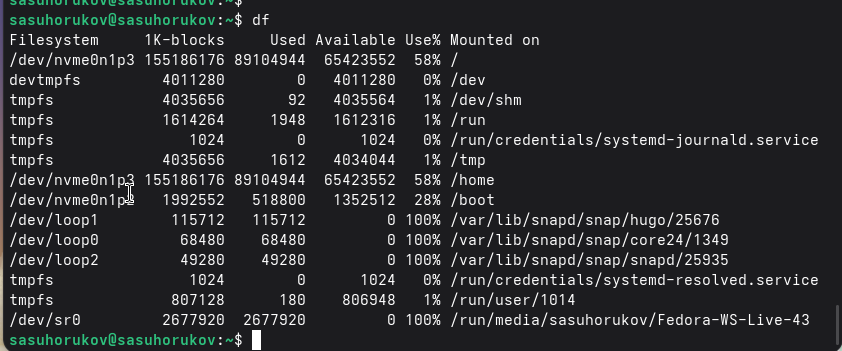 sasuhorukov@sasuhorukov:~$
sasuhorukov@sasuhorukov:~$ df
Filesystem     1K-blocks     Used Available Use% Mounted on
/dev/nvme0n1p3 155186176 89104944  65423552  58% /
devtmpfs         4011280        0   4011280   0% /dev
tmpfs            4035656       92   4035564   1% /dev/shm
tmpfs            1614264     1948   1612316   1% /run
tmpfs               1024        0      1024   0% /run/credentials/systemd-journald.service
tmpfs            4035656     1612   4034044   1% /tmp
/dev/nvme0n1p3 155186176 89104944  65423552  58% /home
/dev/nvme0n1p2   1992552   518800   1352512  28% /boot
/dev/loop1        115712   115712         0 100% /var/lib/snapd/snap/hugo/25676
/dev/loop0         68480    68480         0 100% /var/lib/snapd/snap/core24/1349
/dev/loop2         49280    49280         0 100% /var/lib/snapd/snap/snapd/25935
tmpfs               1024        0      1024   0% /run/credentials/systemd-resolved.service
tmpfs             807128      180    806948   1% /run/user/1014
/dev/sr0         2677920  2677920         0 100% /run/media/sasuhorukov/Fedora-WS-Live-43
sasuhorukov@sasuhorukov:~$